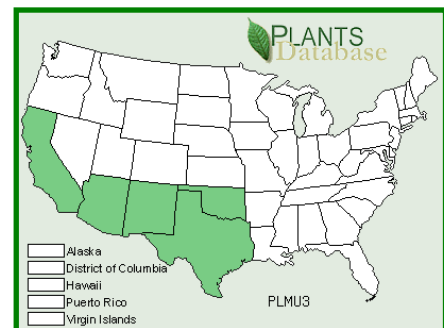 PLANTS
Database
Alaska
District of Columbia
Hawaii
Puerto Rico
Virgin Islands
PLMU3